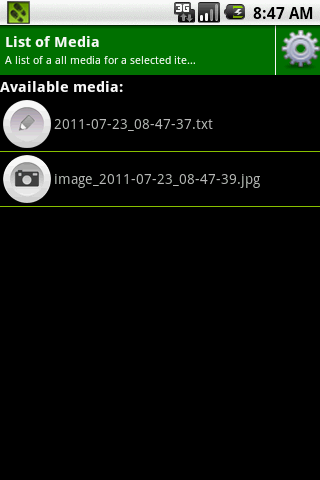 3G 8:47 AM
List of Media
A list of a all media for a selected ite...
Available media:
2011-07-23_08-47-37.txt
image_2011-07-23_08-47-39.jpg